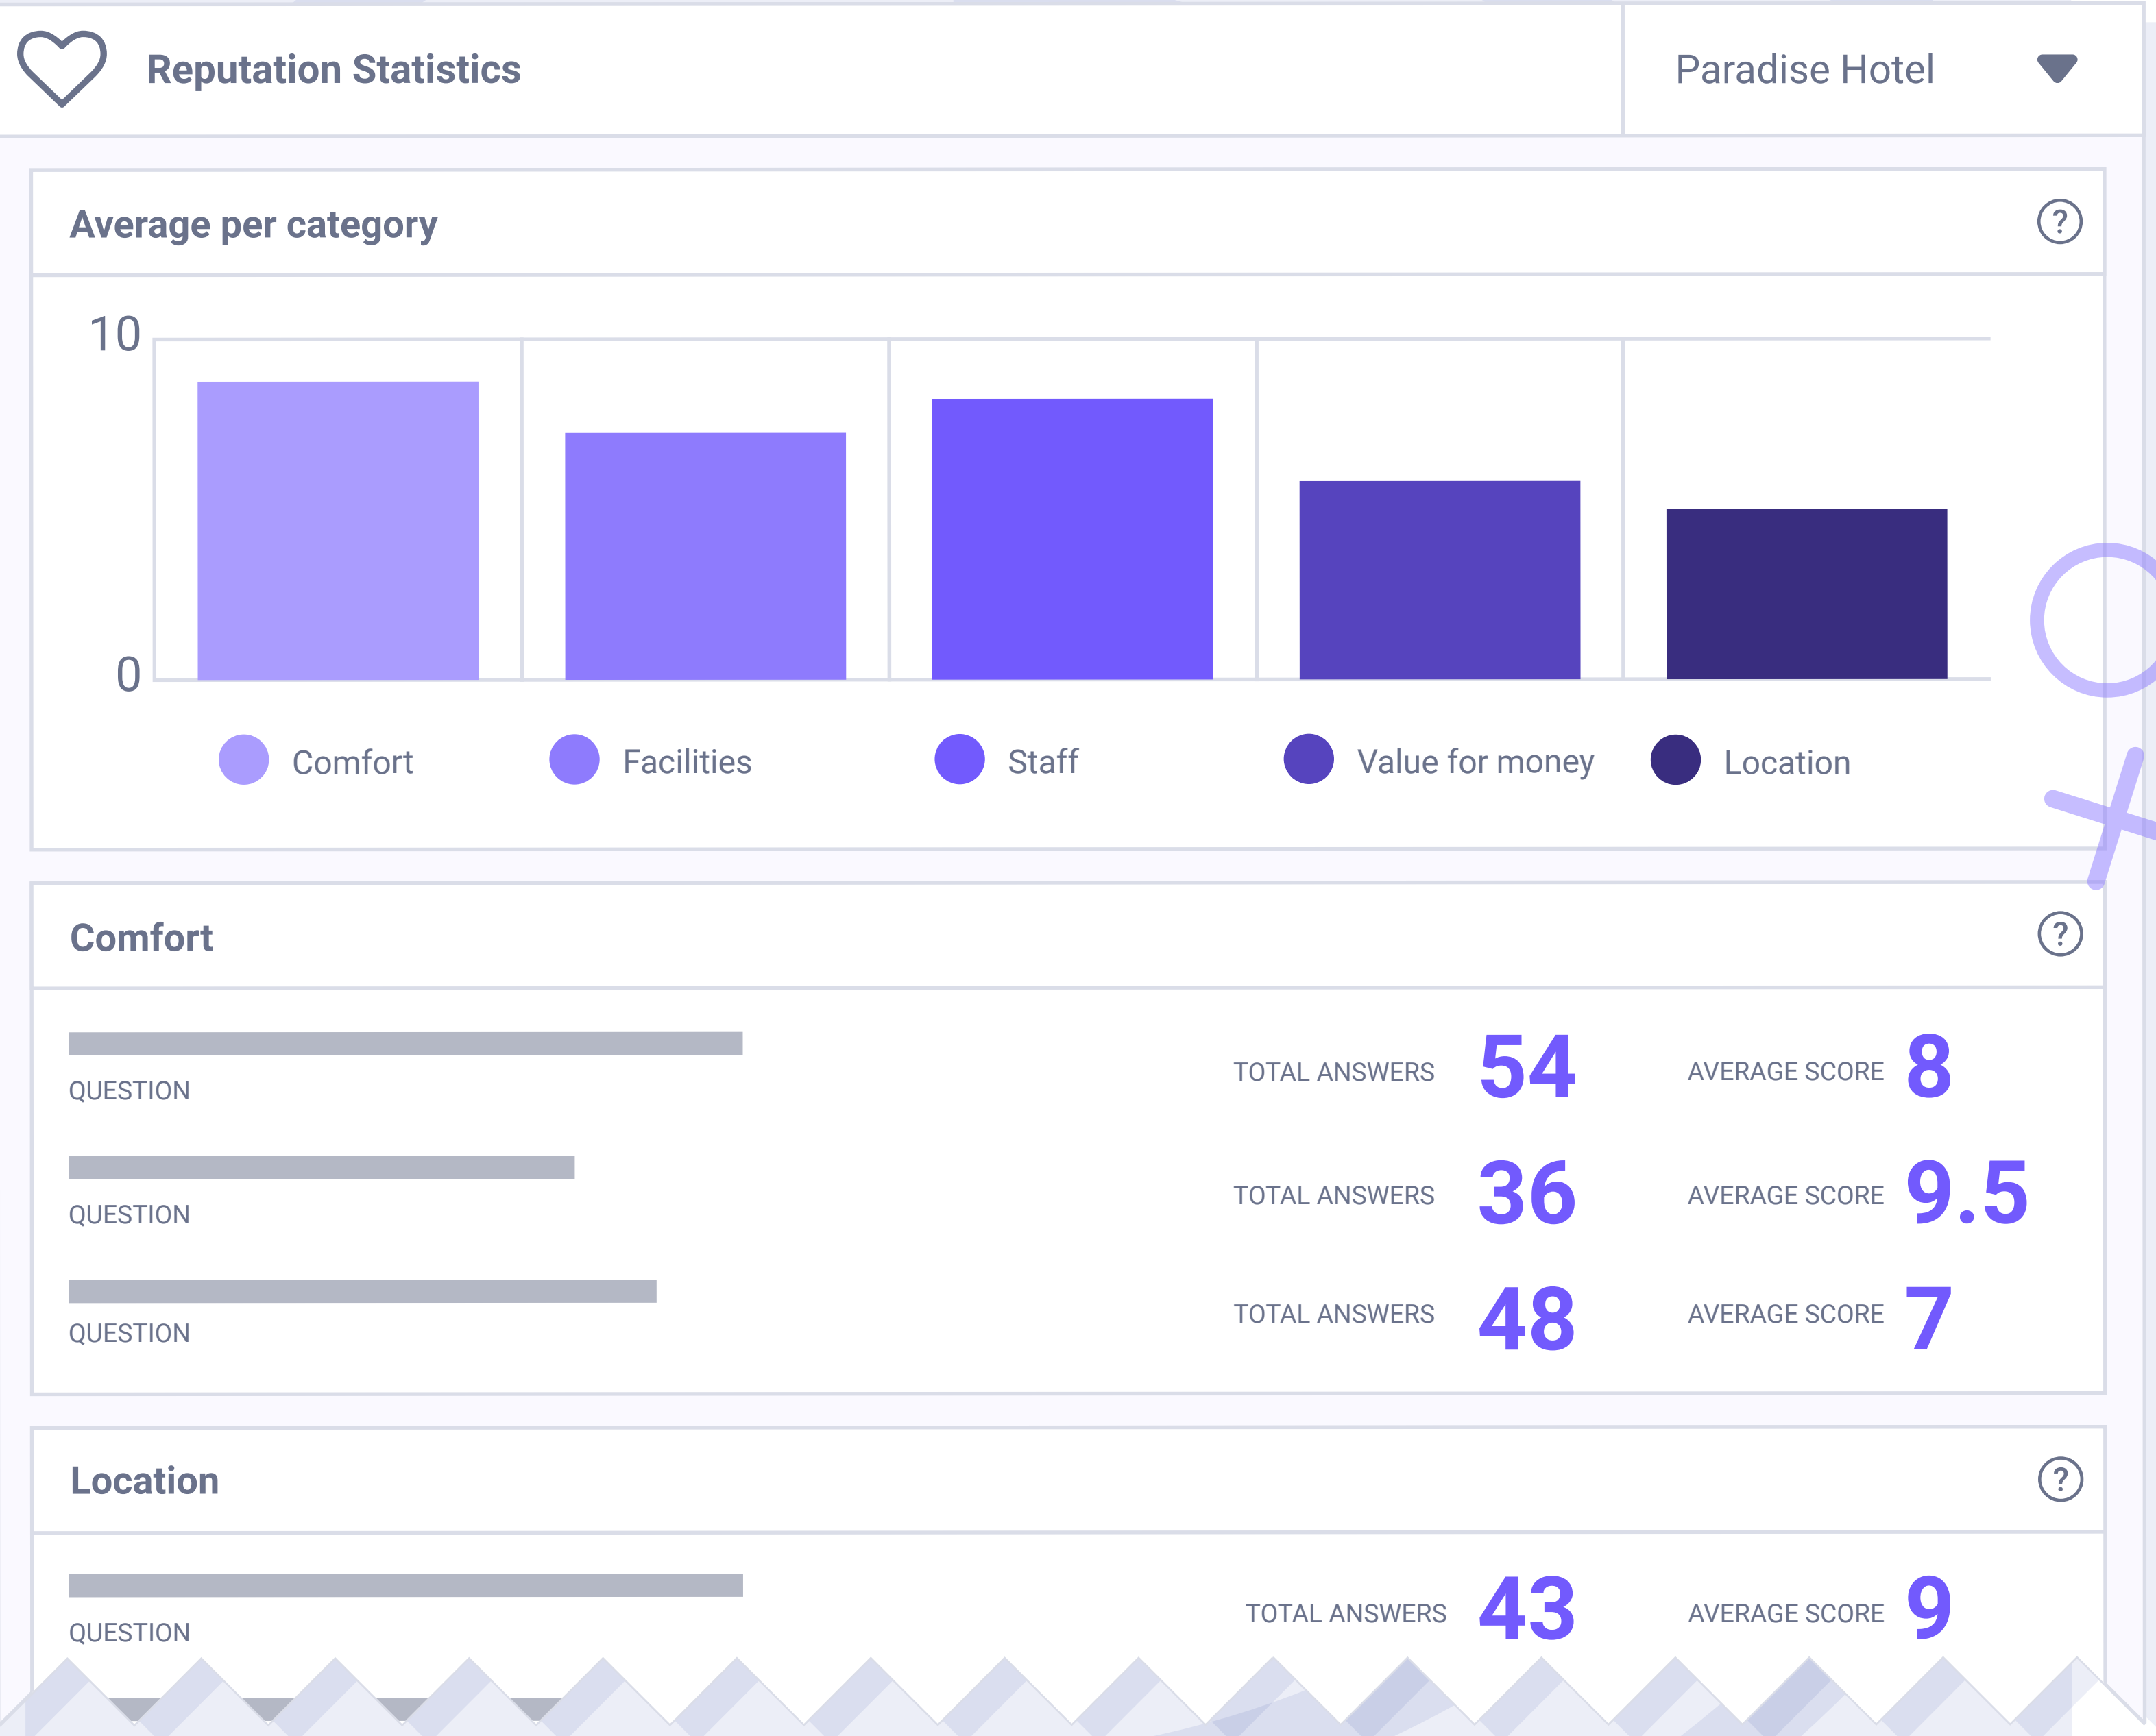 Reputation Statistics
Paradise Hotel
Average per category
?
10
0
Comfort
Facilities
Staff
Value for money
Location
Comfort
?
TOTAL ANSWERS 54 AVERAGE SCORE 8
QUESTION
TOTAL ANSWERS 36 AVERAGE SCORE 9.5
QUESTION
TOTAL ANSWERS 48 AVERAGE SCORE 7
QUESTION
Location
?
TOTAL ANSWERS 43 AVERAGE SCORE 9
QUESTION